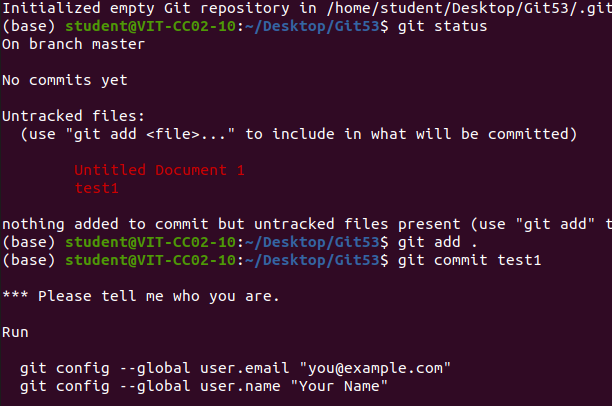 Initialized empty Git repository in /home/student/Desktop/Git53/.git
(base) student@VIT-CC02-10:~/Desktop/Git53$ git status
On branch master
No commits yet
Untracked files:
  (use "git add <file>..." to include in what will be committed)
        Untitled Document 1
        test1
nothing added to commit but untracked files present (use "git add" t
(base) student@VIT-CC02-10:~/Desktop/Git53$ git add .
(base) student@VIT-CC02-10:~/Desktop/Git53$ git commit test1
*** Please tell me who you are.
Run
  git config --global user.email "you@example.com"
  git config --global user.name "Your Name"